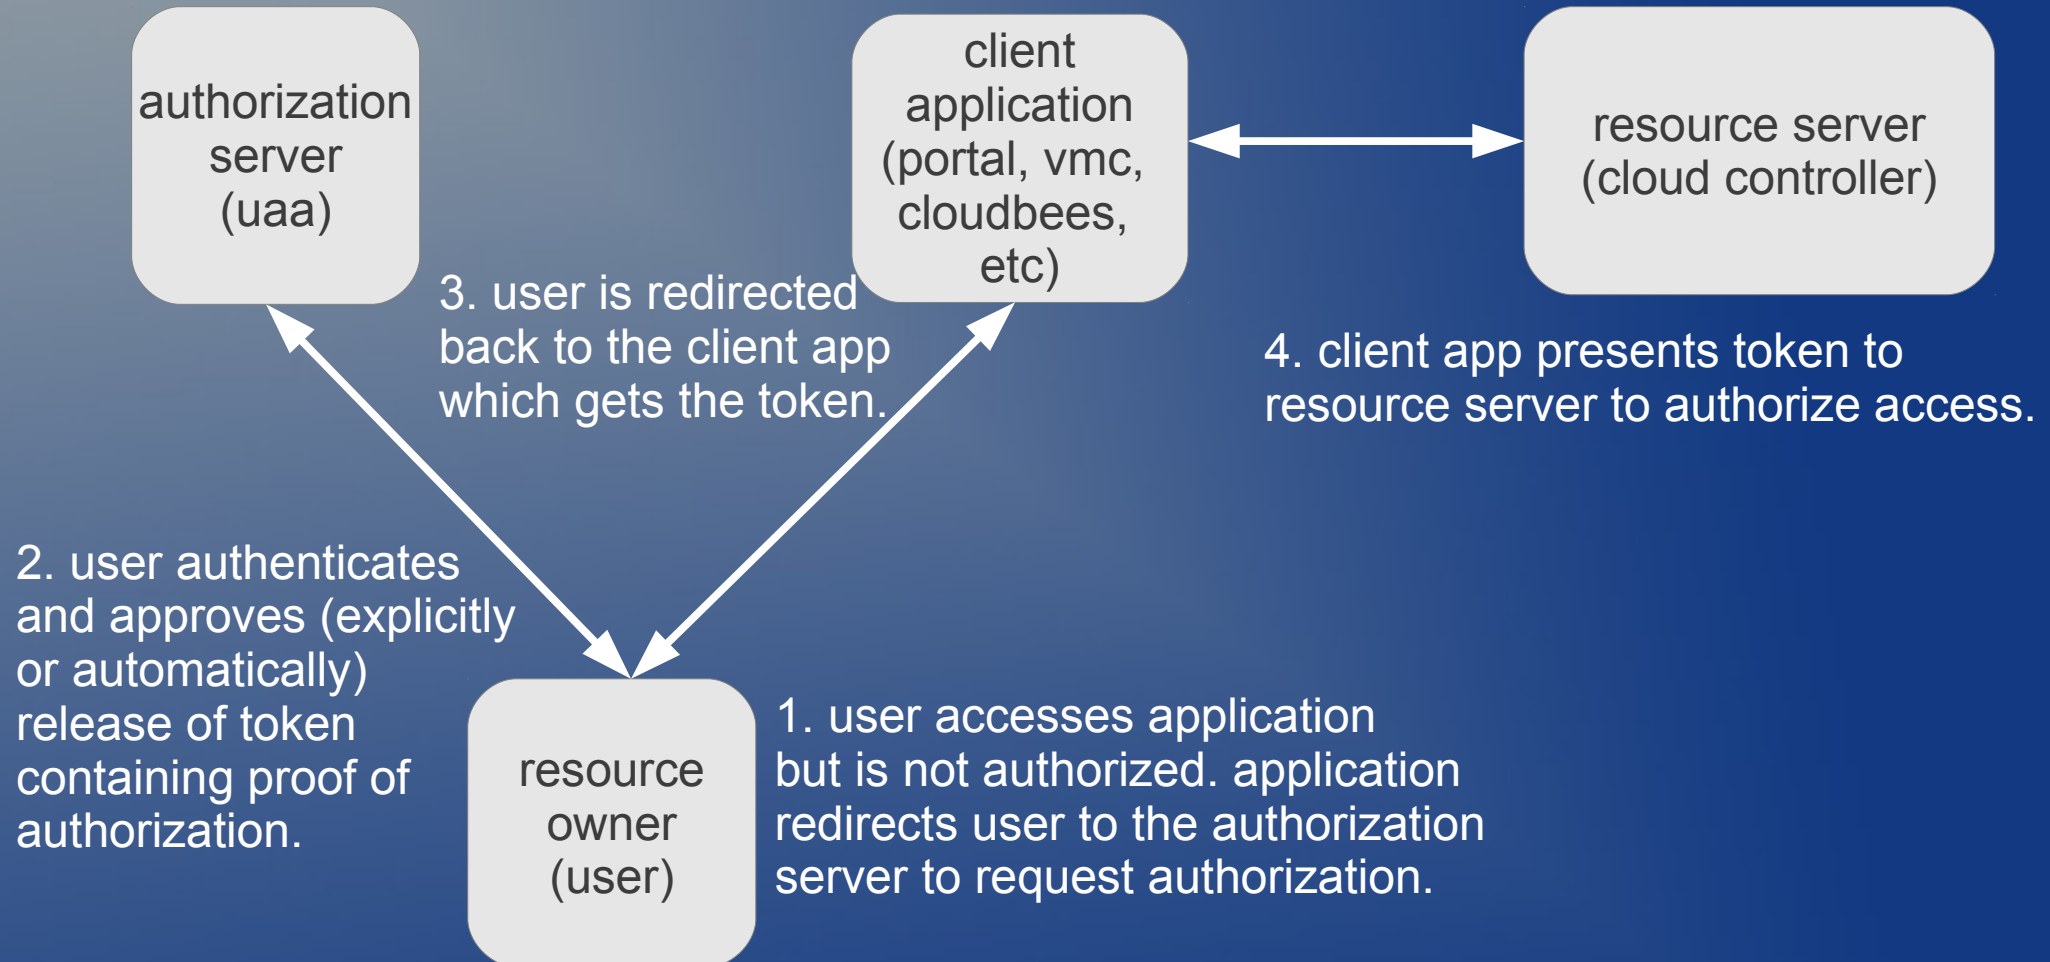 authorization
server
(uaa)
client
application
(portal, vmc,
cloudbees,
etc)
resource server
(cloud controller)
3. user is redirected
back to the client app
which gets the token.
4. client app presents token to
resource server to authorize access.
2. user authenticates
and approves (explicitly
or automatically)
release of token
containing proof of
authorization.
resource
owner
(user)
1. user accesses application
but is not authorized. application
redirects user to the authorization
server to request authorization.